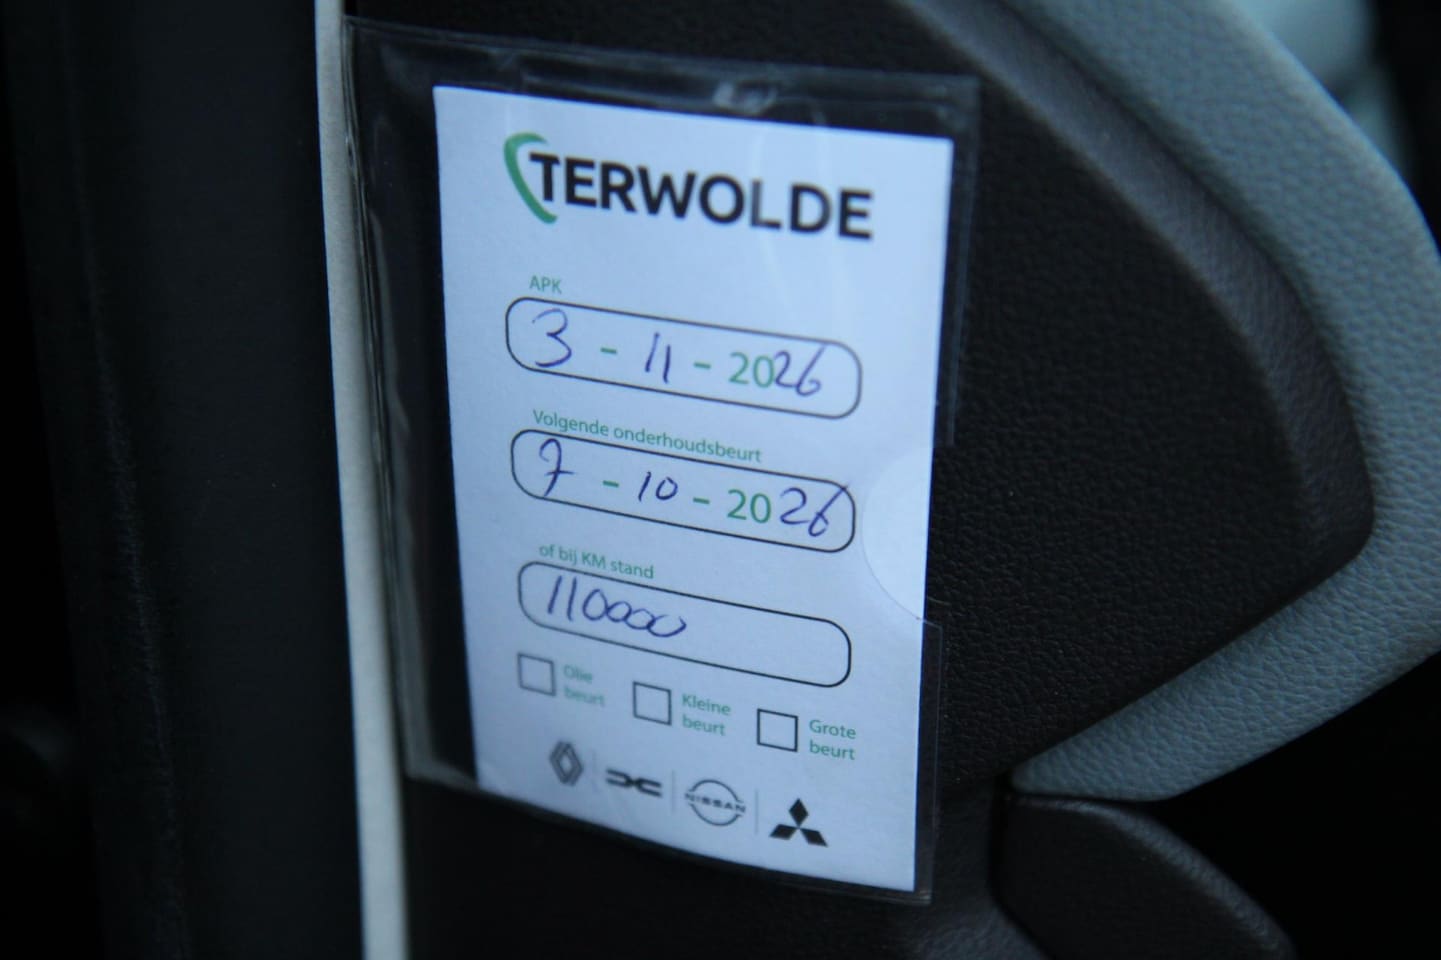 TERWOLDE
APK
3 - 11 - 2026
Volgende onderhoudsbeurt
7 - 10 - 2026
of bij KM stand
110000
Olie
beurt
Kleine
beurt
Grote
beurt
NISSAN